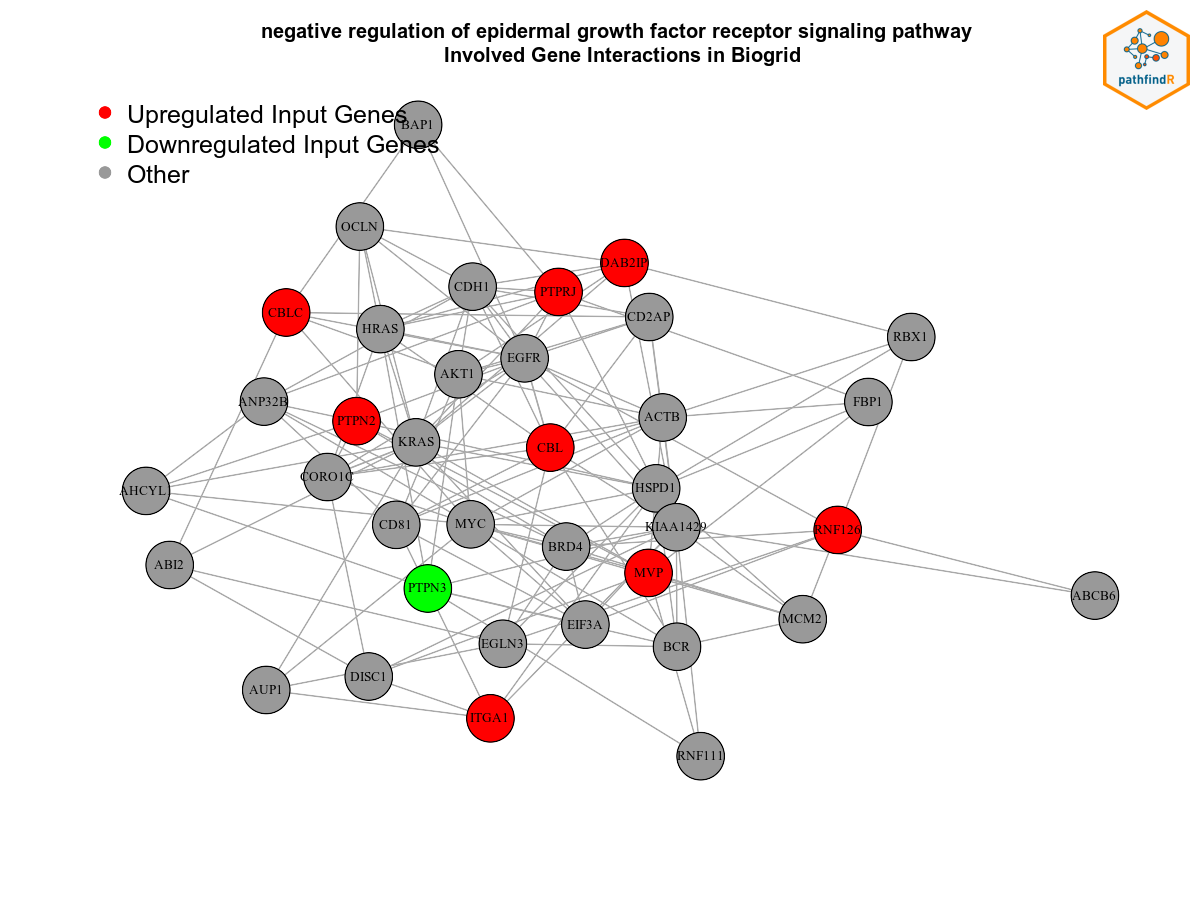 negative regulation of epidermal growth factor receptor signaling pathway
Involved Gene Interactions in Biogrid
pathfindR
Upregulated Input Genes
Downregulated Input Genes
Other
BAP1
OCLN
DAB2IP
CDH1
PTPRJ
CBLC
HRAS
CD2AP
RBX1
EGFR
AKT1
ANP32B
FBP1
PTPN2
ACTB
KRAS
CBL
CORO1C
HSPD1
AHCYL
CD81
MYC
KIAA1429
RNF126
BRD4
ABI2
MVP
PTPN3
ABCB6
EIF3A
MCM2
EGLN3
BCR
DISC1
AUP1
ITGA1
RNF111